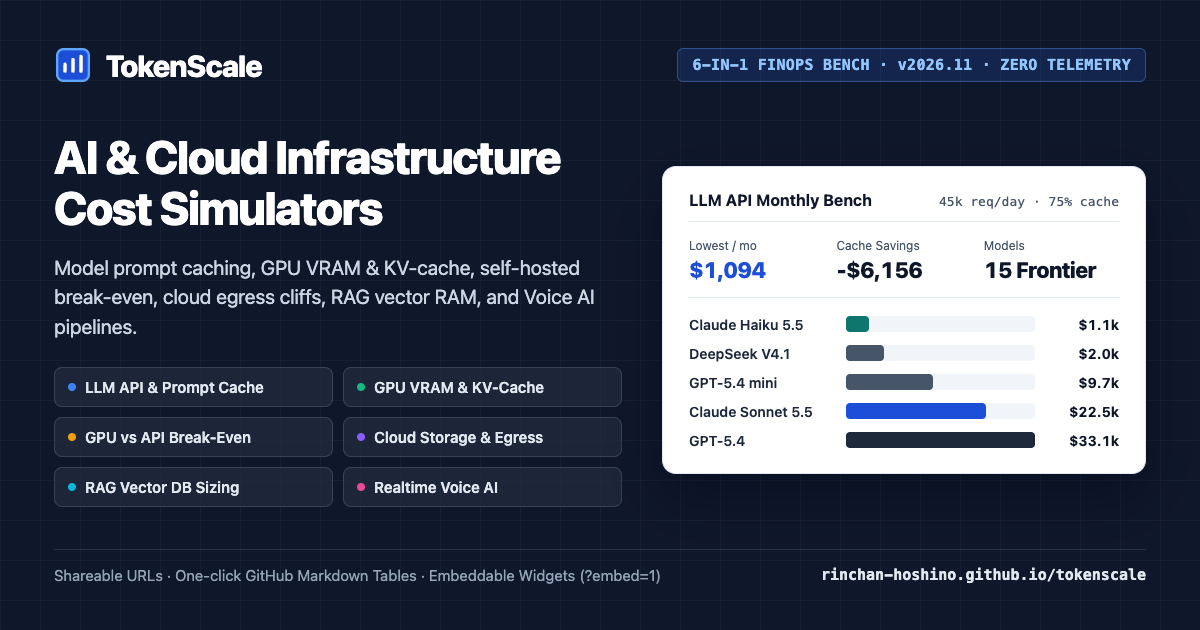 TokenScale
6-IN-1 FINOPS BENCH · v2026.11 · ZERO TELEMETRY
AI & Cloud Infrastructure
Cost Simulators
Model prompt caching, GPU VRAM & KV-cache, self-hosted
break-even, cloud egress cliffs, RAG vector RAM, and Voice AI
pipelines.
LLM API & Prompt Cache
GPU VRAM & KV-Cache
GPU vs API Break-Even
Cloud Storage & Egress
RAG Vector DB Sizing
Realtime Voice AI
LLM API Monthly Bench
45k req/day · 75% cache
Lowest / mo
Cache Savings
Models
$1,094
-$6,156
15 Frontier
Claude Haiku 5.5 $1.1k
DeepSeek V4.1 $2.0k
GPT-5.4 mini $9.7k
Claude Sonnet 5.5 $22.5k
GPT-5.4 $33.1k
Shareable URLs · One-click GitHub Markdown Tables · Embeddable Widgets (?embed=1)
rinchan-hoshino.github.io/tokenscale